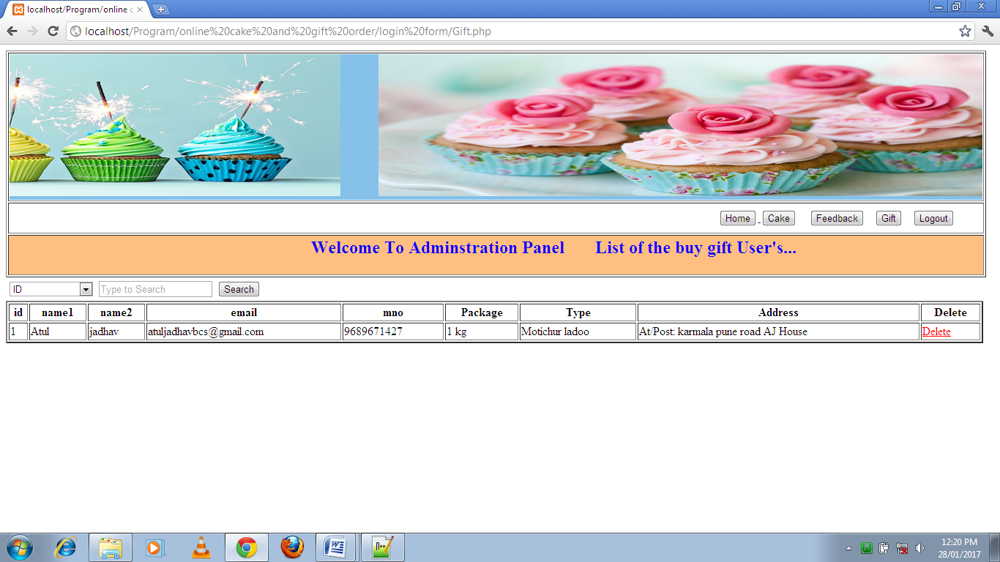 localhost/Program/online c
localhost/Program/online%20cake%20and%20gift%20order/login%20form/Gift.php
Home Cake Feedback Gift Logout
Welcome To Adminstration Panel List of the buy gift User's...
ID Type to Search Search
id name1 name2 email mno Package Type Address Delete
1 Atul jadhav atuljadhavbcs@gmail.com 9689671427 1 kg Motichur ladoo At/Post: karmala pune road AJ House Delete
12:20 PM
28/01/2017